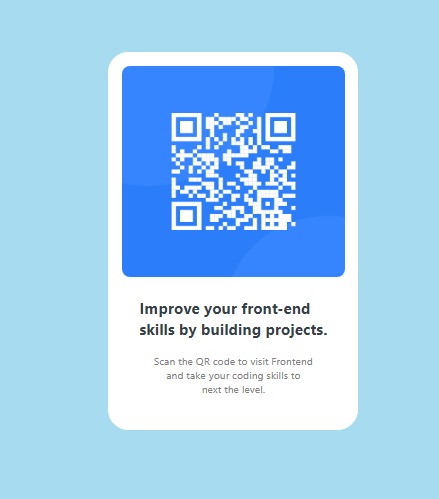 Improve your front-end
skills by building projects.
Scan the QR code to visit Frontend
and take your coding skills to
next the level.